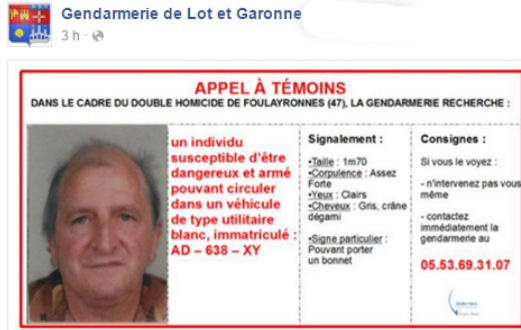 Gendarmerie de Lot et Garonne
3 h ·
APPEL À TÉMOINS
DANS LE CADRE DU DOUBLE HOMICIDE DE FOULAYRONNES (47), LA GENDARMERIE RECHERCHE :
un individu
susceptible d'être
dangereux et armé
pouvant circuler
dans un véhicule
de type utilitaire
blanc, immatriculé :
AD – 638 – XY
Signalement :
•Taille : 1m70
•Corpulence : Assez
Forte
•Yeux : Clairs
•Cheveux : Gris, crâne
dégami
•Signe particulier :
Pouvant porter
un bonnet
Consignes :
Si vous le voyez :
- n'intervenez pas vous
même
- contactez
immédiatement la
gendarmerie au
05.53.69.31.07